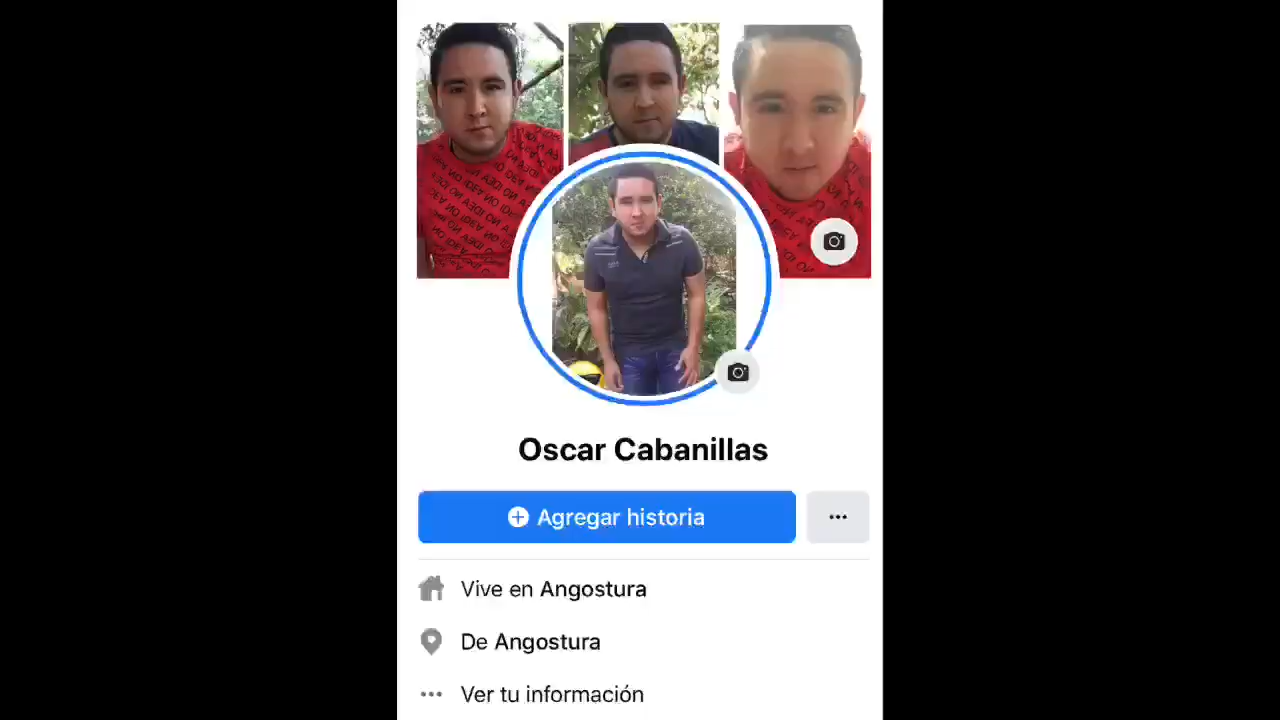 Oscar Cabanillas
Agregar historia
Vive en Angostura
De Angostura
Ver tu información